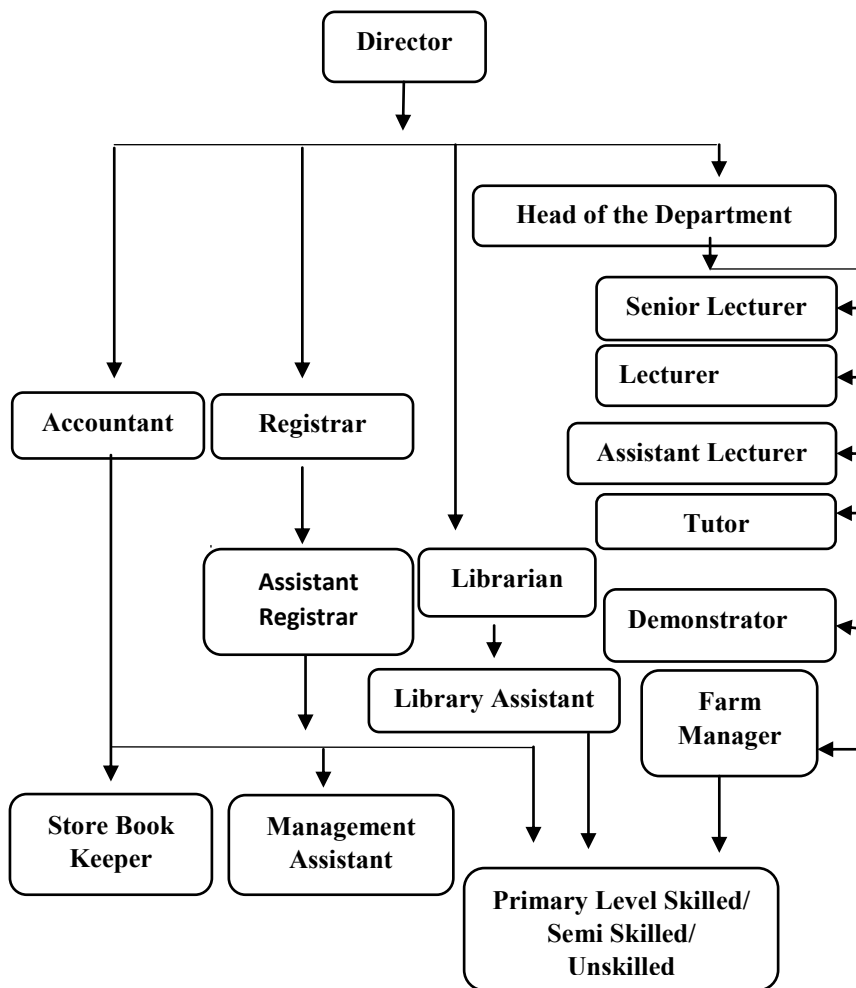 Director
Head of the Department
Senior Lecturer
Lecturer
Accountant
Registrar
Assistant Lecturer
Tutor
Assistant
Registrar
Librarian
Demonstrator
Library Assistant
Farm
Manager
Store Book
Keeper
Management
Assistant
Primary Level Skilled/
Semi Skilled/
Unskilled